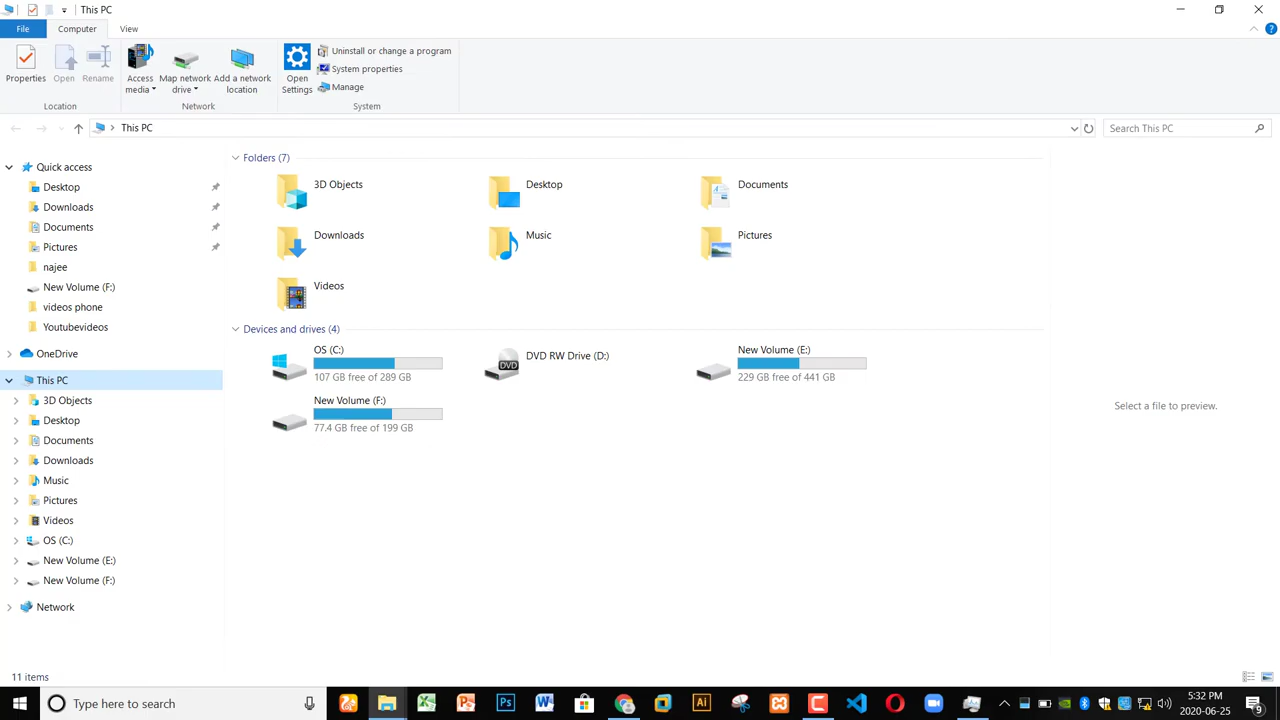 This PC
File Computer View
Properties Open Rename Access media Map network drive Add a network location Open Settings
Uninstall or change a program
System properties
Manage
Location Network System
This PC
Search This PC
Quick access
Desktop
Downloads
Documents
Pictures
najee
New Volume (F:)
videos phone
Youtubevideos
OneDrive
This PC
3D Objects
Desktop
Documents
Downloads
Music
Pictures
Videos
OS (C:)
New Volume (E:)
New Volume (F:)
Network
Folders (7)
3D Objects
Desktop
Documents
Downloads
Music
Pictures
Videos
Devices and drives (4)
OS (C:)
107 GB free of 289 GB
DVD
DVD RW Drive (D:)
New Volume (E:)
229 GB free of 441 GB
New Volume (F:)
77.4 GB free of 199 GB
Select a file to preview.
11 items
Type here to search
Ps
Ai
5:32 PM
2020-06-25
9